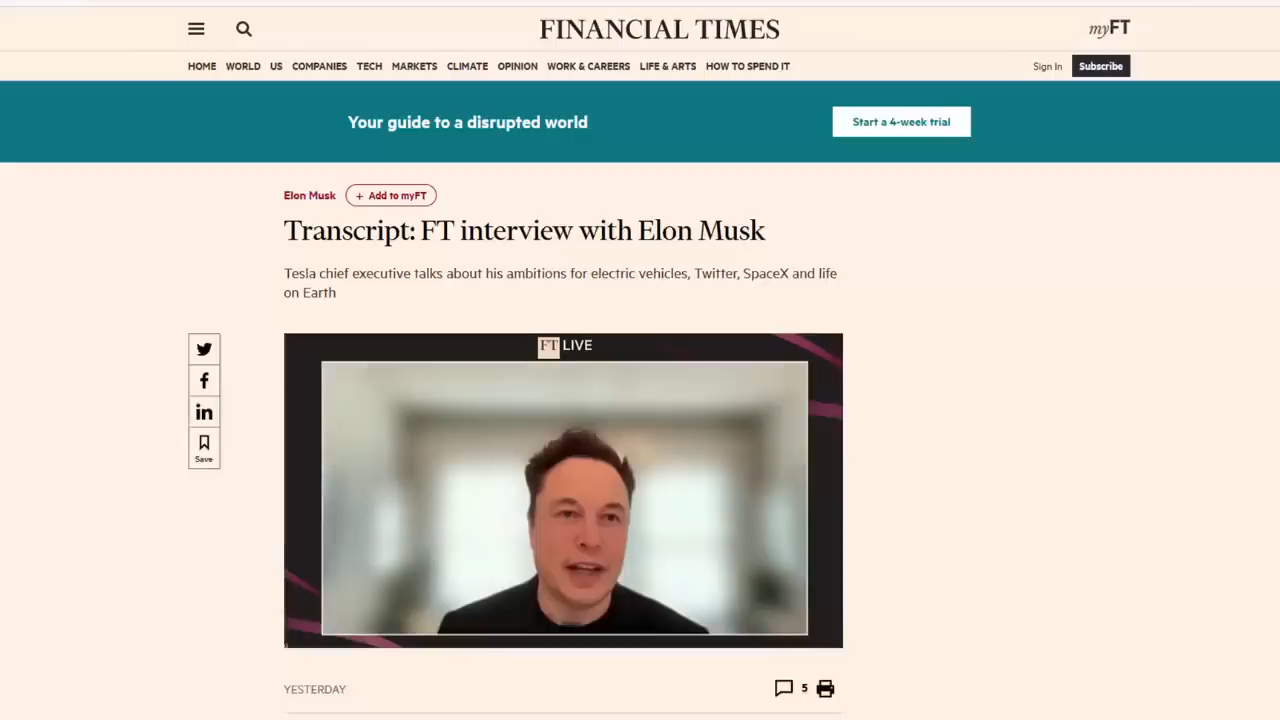 FINANCIAL TIMES
myFT
HOME WORLD US COMPANIES TECH MARKETS CLIMATE OPINION WORK & CAREERS LIFE & ARTS HOW TO SPEND IT
Sign In Subscribe
Your guide to a disrupted world
Start a 4-week trial
Elon Musk + Add to myFT
Transcript: FT interview with Elon Musk
Tesla chief executive talks about his ambitions for electric vehicles, Twitter, SpaceX and life
on Earth
FT LIVE
in
Save
YESTERDAY
5